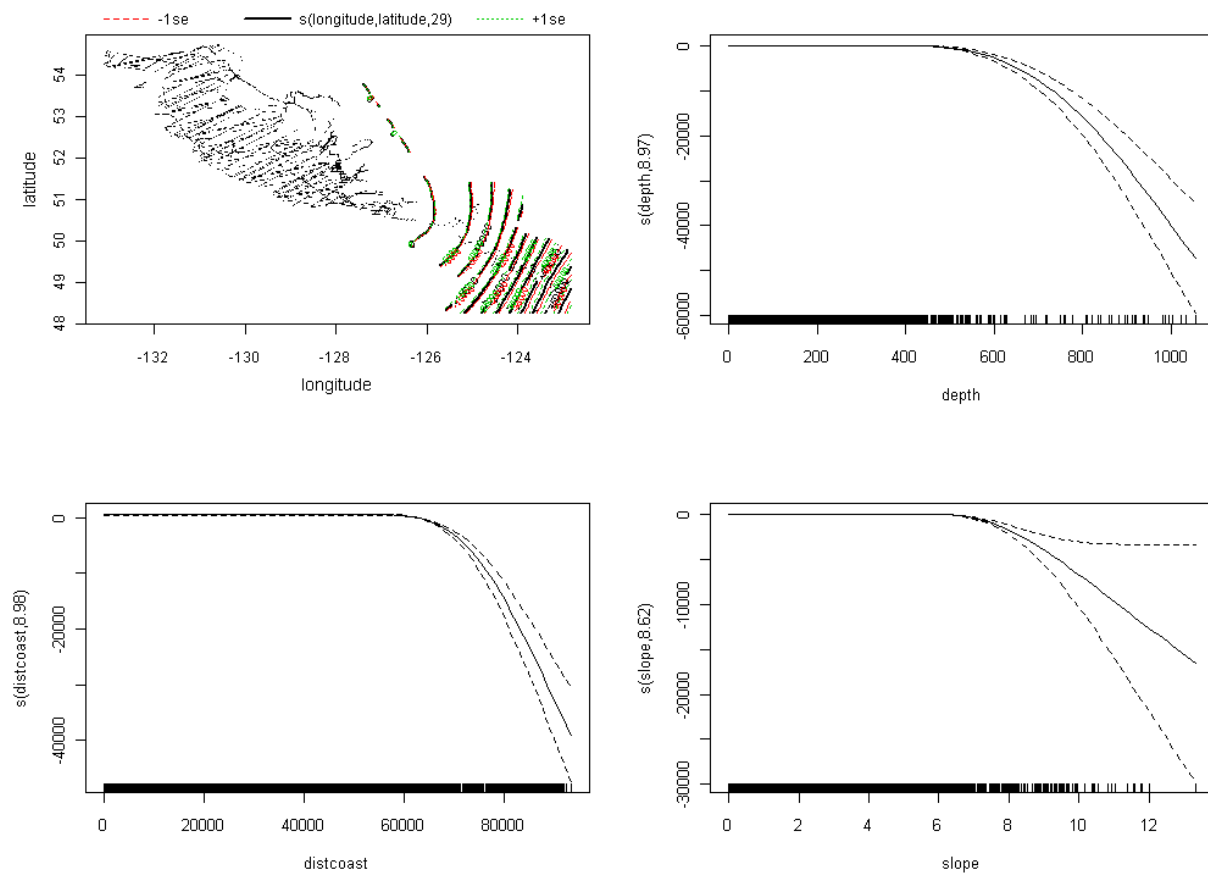 -1se s(longitude,latitude,29) +1se
latitude
54
53
52
51
50
49
48
-132 -130 -128 -126 -124
longitude
s(depth,8.97)
0
-20000
-40000
-60000
0 200 400 600 800 1000
depth
s(distcoast,8.98)
0
-20000
-40000
0 20000 40000 60000 80000
distcoast
s(slope,8.62)
0
-10000
-20000
-30000
0 2 4 6 8 10 12
slope